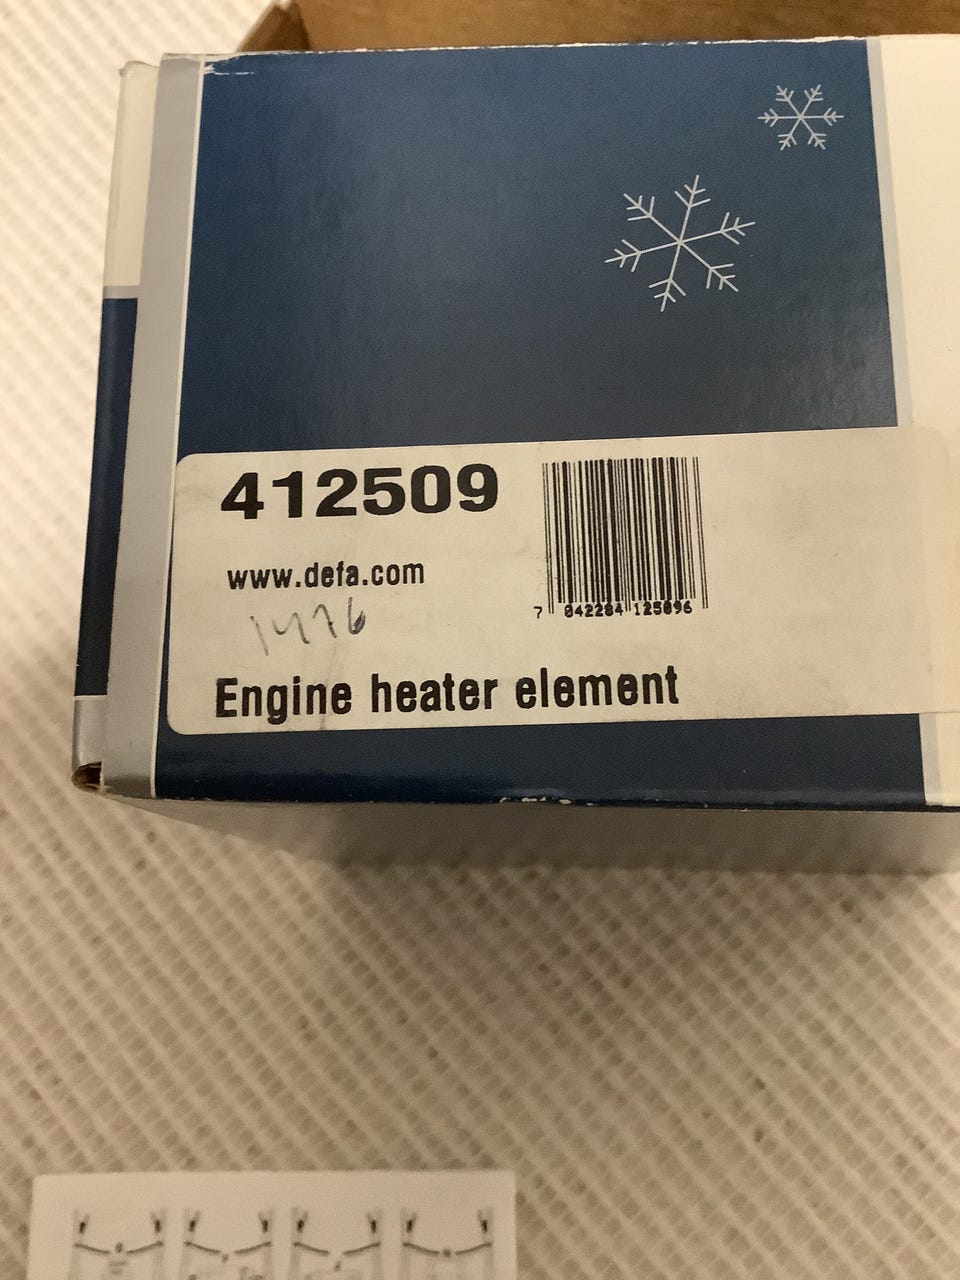 412509
www.defa.com
7 042284 125096
1476
Engine heater element